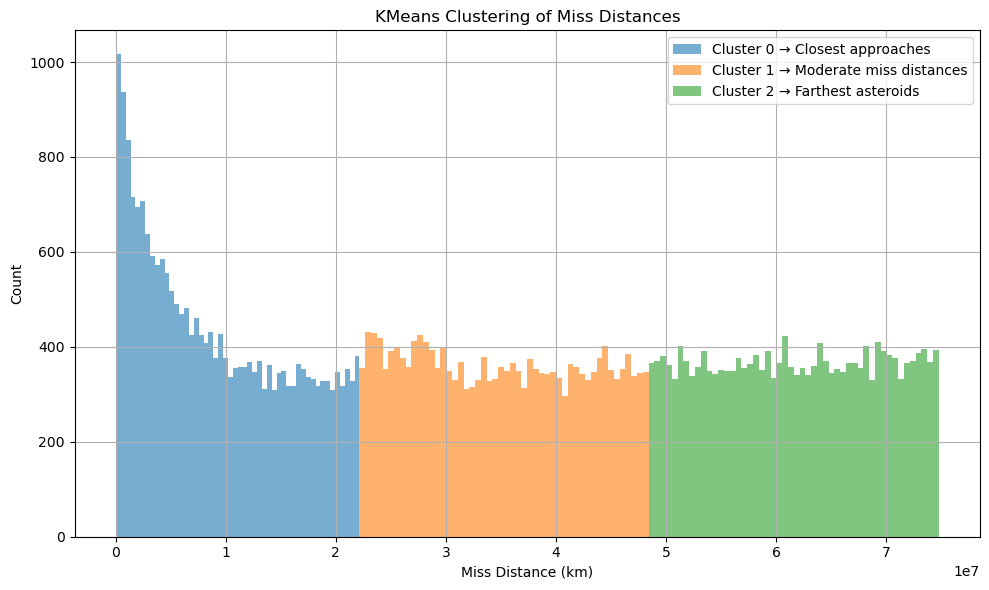 KMeans Clustering of Miss Distances
Cluster 0 → Closest approaches
Cluster 1 → Moderate miss distances
Cluster 2 → Farthest asteroids
Count
1000
800
600
400
200
0
0 1 2 3 4 5 6 7
1e7
Miss Distance (km)